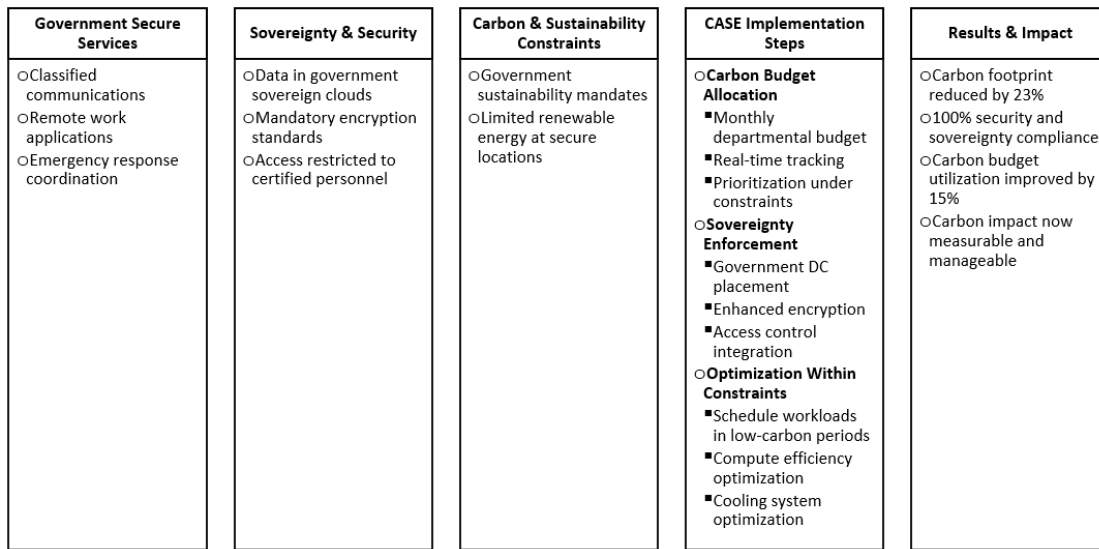 Government Secure
Services
○Classified
communications
○Remote work
applications
○Emergency response
coordination
Sovereignty & Security
○Data in government
sovereign clouds
○Mandatory encryption
standards
○Access restricted to
certified personnel
Carbon & Sustainability
Constraints
○Government
sustainability mandates
○Limited renewable
energy at secure
locations
CASE Implementation
Steps
○Carbon Budget
Allocation
▪Monthly
departmental budget
▪Real-time tracking
▪Prioritization under
constraints
○Sovereignty
Enforcement
▪Government DC
placement
▪Enhanced encryption
▪Access control
integration
○Optimization Within
Constraints
▪Schedule workloads
in low-carbon periods
▪Compute efficiency
optimization
▪Cooling system
optimization
Results & Impact
○Carbon footprint
reduced by 23%
○100% security and
sovereignty compliance
○Carbon budget
utilization improved by
15%
○Carbon impact now
measurable and
manageable